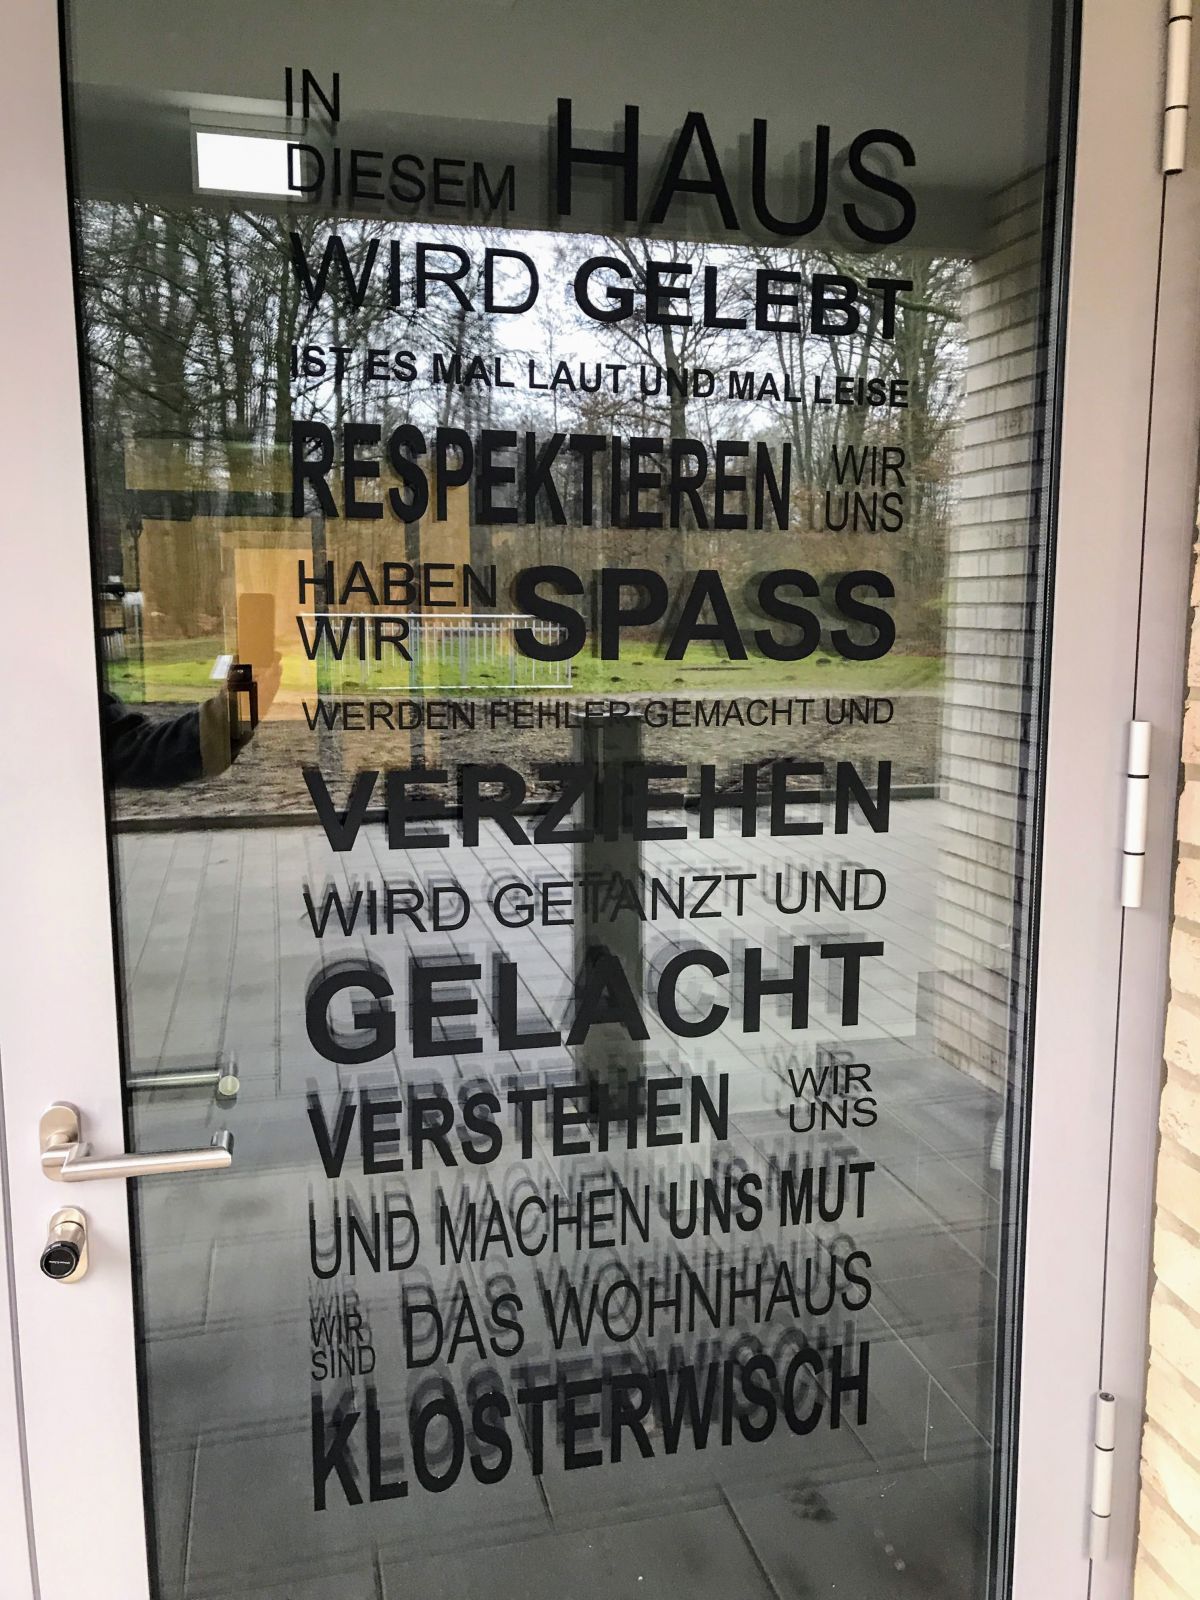 IN
DIESEM HAUS
WIRD GELEBT
IST ES MAL LAUT UND MAL LEISE
RESPEKTIEREN WIR
UNS
HABEN
WIR SPASS
WERDEN FEHLER GEMACHT UND
VERZIEHEN
WIRD GETANZT UND
GELACHT
VERSTEHEN WIR
UNS
UND MACHEN UNS MUT
WIR
SIND DAS WOHNHAUS
KLOSTERWISCH